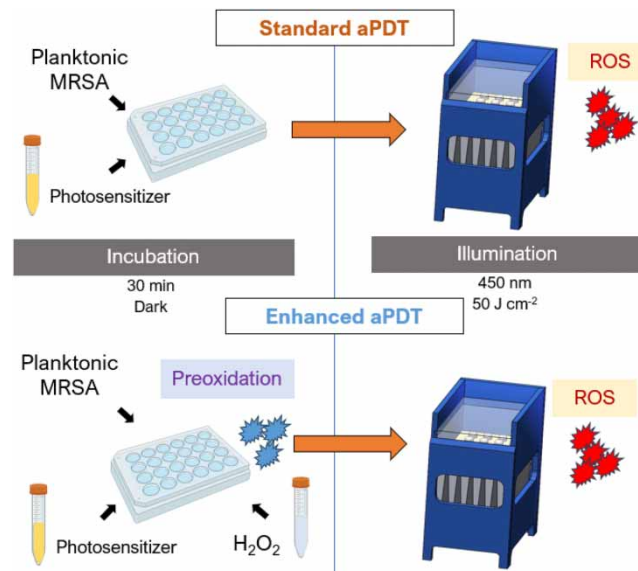 Standard aPDT
Planktonic
MRSA
Photosensitizer
ROS
Incubation
30 min
Dark
Illumination
450 nm
50 J cm⁻²
Enhanced aPDT
Planktonic
MRSA
Preoxidation
Photosensitizer
H₂O₂
ROS